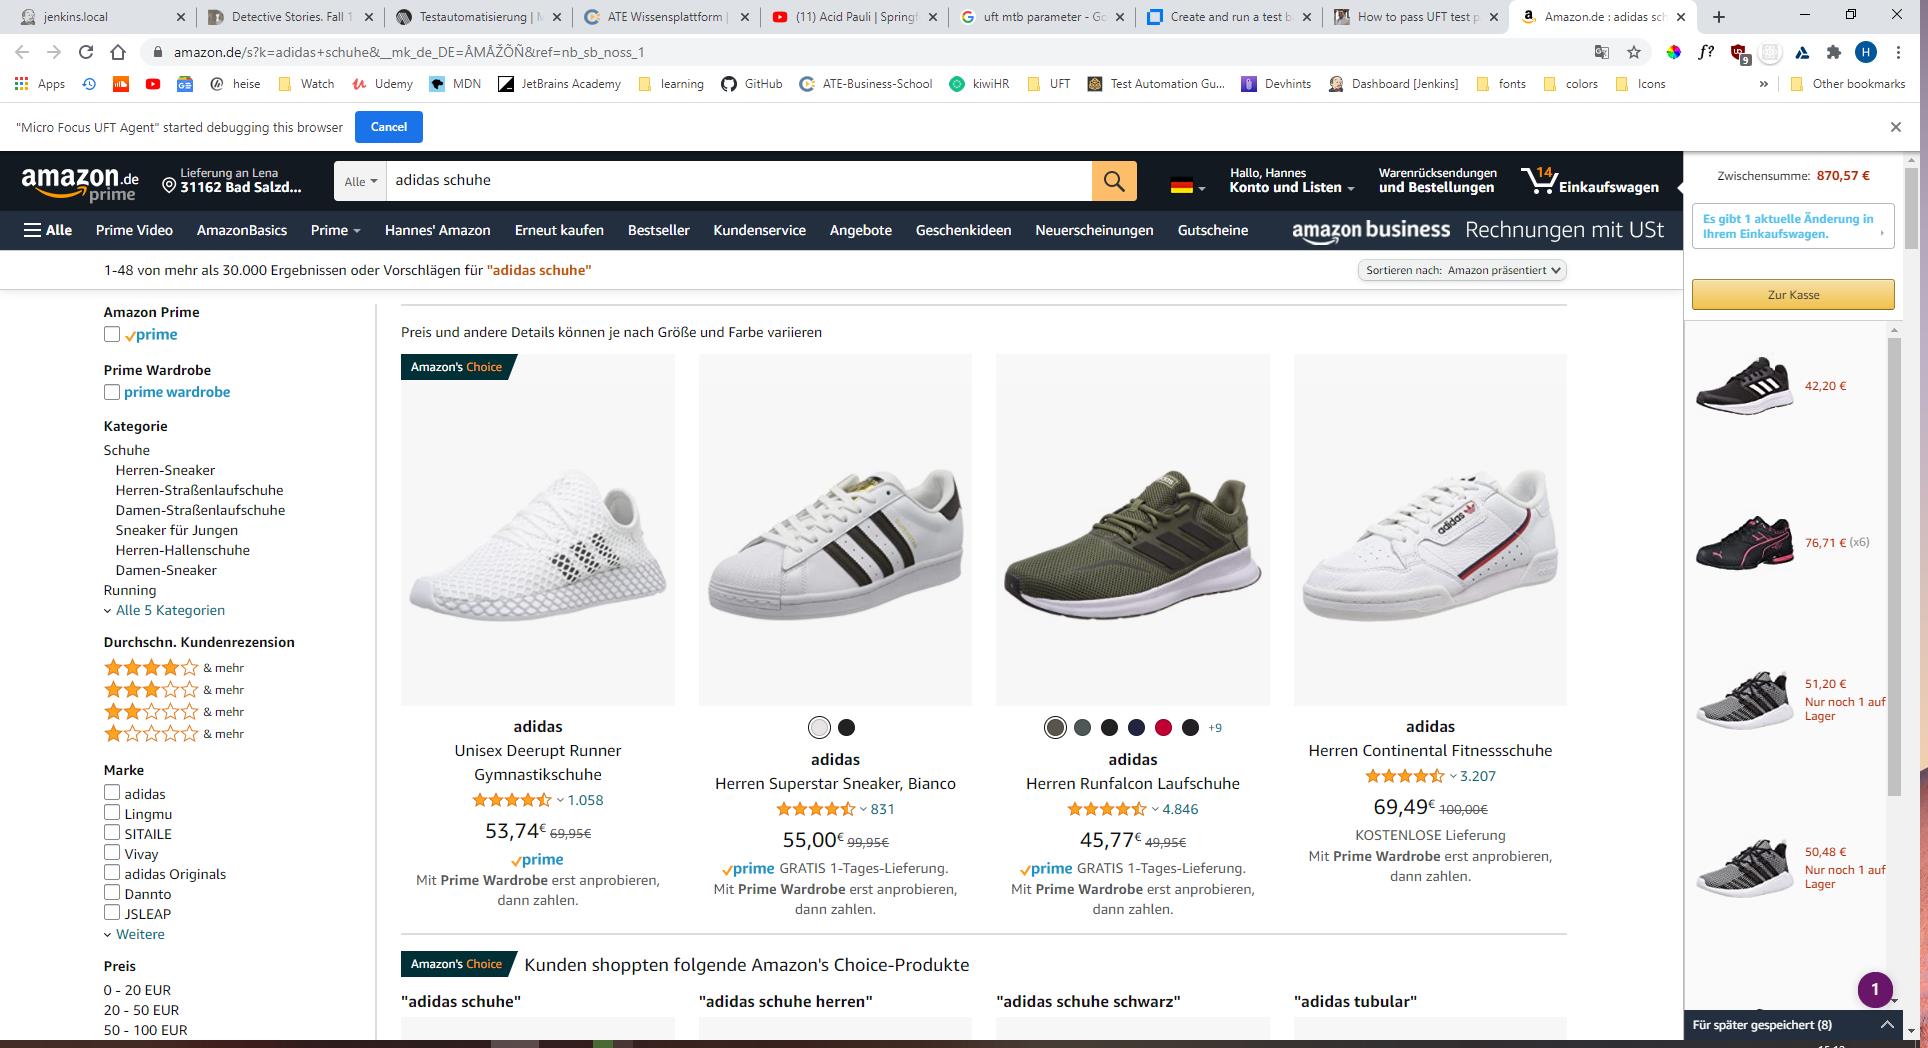 jenkins.local
Detective Stories. Fall 1
Testautomatisierung |
ATE Wissensplattform |
(11) Acid Pauli | Spring
uft mtb parameter - Go
Create and run a test b
How to pass UFT test p
Amazon.de : adidas sch
amazon.de/s?k=adidas+schuhe&__mk_de_DE=ÅMÅŽÕÑ&ref=nb_sb_noss_1
f?
9
H
Apps
heise
Watch
Udemy
MDN
JetBrains Academy
learning
GitHub
ATE-Business-School
kiwiHR
UFT
Test Automation Gu...
Devhints
Dashboard [Jenkins]
fonts
colors
Icons
»
Other bookmarks
"Micro Focus UFT Agent" started debugging this browser
Cancel
amazon.de
prime
Lieferung an Lena
31162 Bad Salzd...
Alle
adidas schuhe
Hallo, Hannes
Konto und Listen
Warenrücksendungen
und Bestellungen
14
Einkaufswagen
Alle
Prime Video
AmazonBasics
Prime
Hannes' Amazon
Erneut kaufen
Bestseller
Kundenservice
Angebote
Geschenkideen
Neuerscheinungen
Gutscheine
amazon business Rechnungen mit USt
1-48 von mehr als 30.000 Ergebnissen oder Vorschlägen für "adidas schuhe"
Sortieren nach: Amazon präsentiert
Amazon Prime
prime
Prime Wardrobe
prime wardrobe
Kategorie
Schuhe
Herren-Sneaker
Herren-Straßenlaufschuhe
Damen-Straßenlaufschuhe
Sneaker für Jungen
Herren-Hallenschuhe
Damen-Sneaker
Running
Alle 5 Kategorien
Durchschn. Kundenrezension
& mehr
& mehr
& mehr
& mehr
Marke
adidas
Lingmu
SITAILE
Vivay
adidas Originals
Dannto
JSLEAP
Weitere
Preis
0 - 20 EUR
20 - 50 EUR
50 - 100 EUR
Preis und andere Details können je nach Größe und Farbe variieren
Amazon's Choice
adidas
Unisex Deerupt Runner
Gymnastikschuhe
1.058
53,74€ 69,95€
prime
Mit Prime Wardrobe erst anprobieren,
dann zahlen.
adidas
Herren Superstar Sneaker, Bianco
831
55,00€ 99,95€
prime GRATIS 1-Tages-Lieferung.
Mit Prime Wardrobe erst anprobieren,
dann zahlen.
+9
adidas
Herren Runfalcon Laufschuhe
4.846
45,77€ 49,95€
prime GRATIS 1-Tages-Lieferung.
Mit Prime Wardrobe erst anprobieren,
dann zahlen.
adidas
adidas
Herren Continental Fitnessschuhe
3.207
69,49€ 100,00€
KOSTENLOSE Lieferung
Mit Prime Wardrobe erst anprobieren,
dann zahlen.
Amazon's Choice Kunden shoppten folgende Amazon's Choice-Produkte
"adidas schuhe"
"adidas schuhe herren"
"adidas schuhe schwarz"
"adidas tubular"
Zwischensumme: 870,57 €
Es gibt 1 aktuelle Änderung in
Ihrem Einkaufswagen.
Zur Kasse
42,20 €
76,71 € (x6)
51,20 €
Nur noch 1 auf
Lager
50,48 €
Nur noch 1 auf
Lager
1
Für später gespeichert (8)